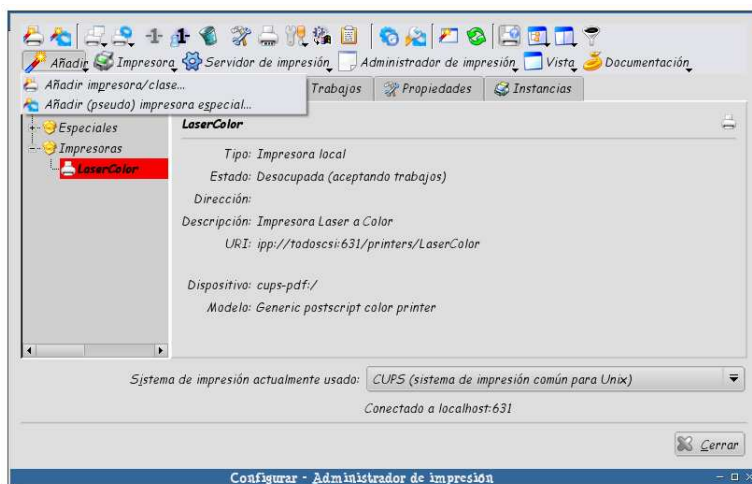 Añadir Impresora Servidor de impresión Administrador de impresión Vista Documentación
Añadir impresora/clase...
Añadir (pseudo) impresora especial...
Trabajos Propiedades Instancias
Especiales
Impresoras
LaserColor
LaserColor
Tipo: Impresora local
Estado: Desocupada (aceptando trabajos)
Dirección:
Descripción: Impresora Laser a Color
URI: ipp://todoscsi:631/printers/LaserColor
Dispositivo: cups-pdf:/
Modelo: Generic postscript color printer
Sistema de impresión actualmente usado: CUPS (sistema de impresión común para Unix)
Conectado a localhost:631
Cerrar
Configurar - Administrador de impresión